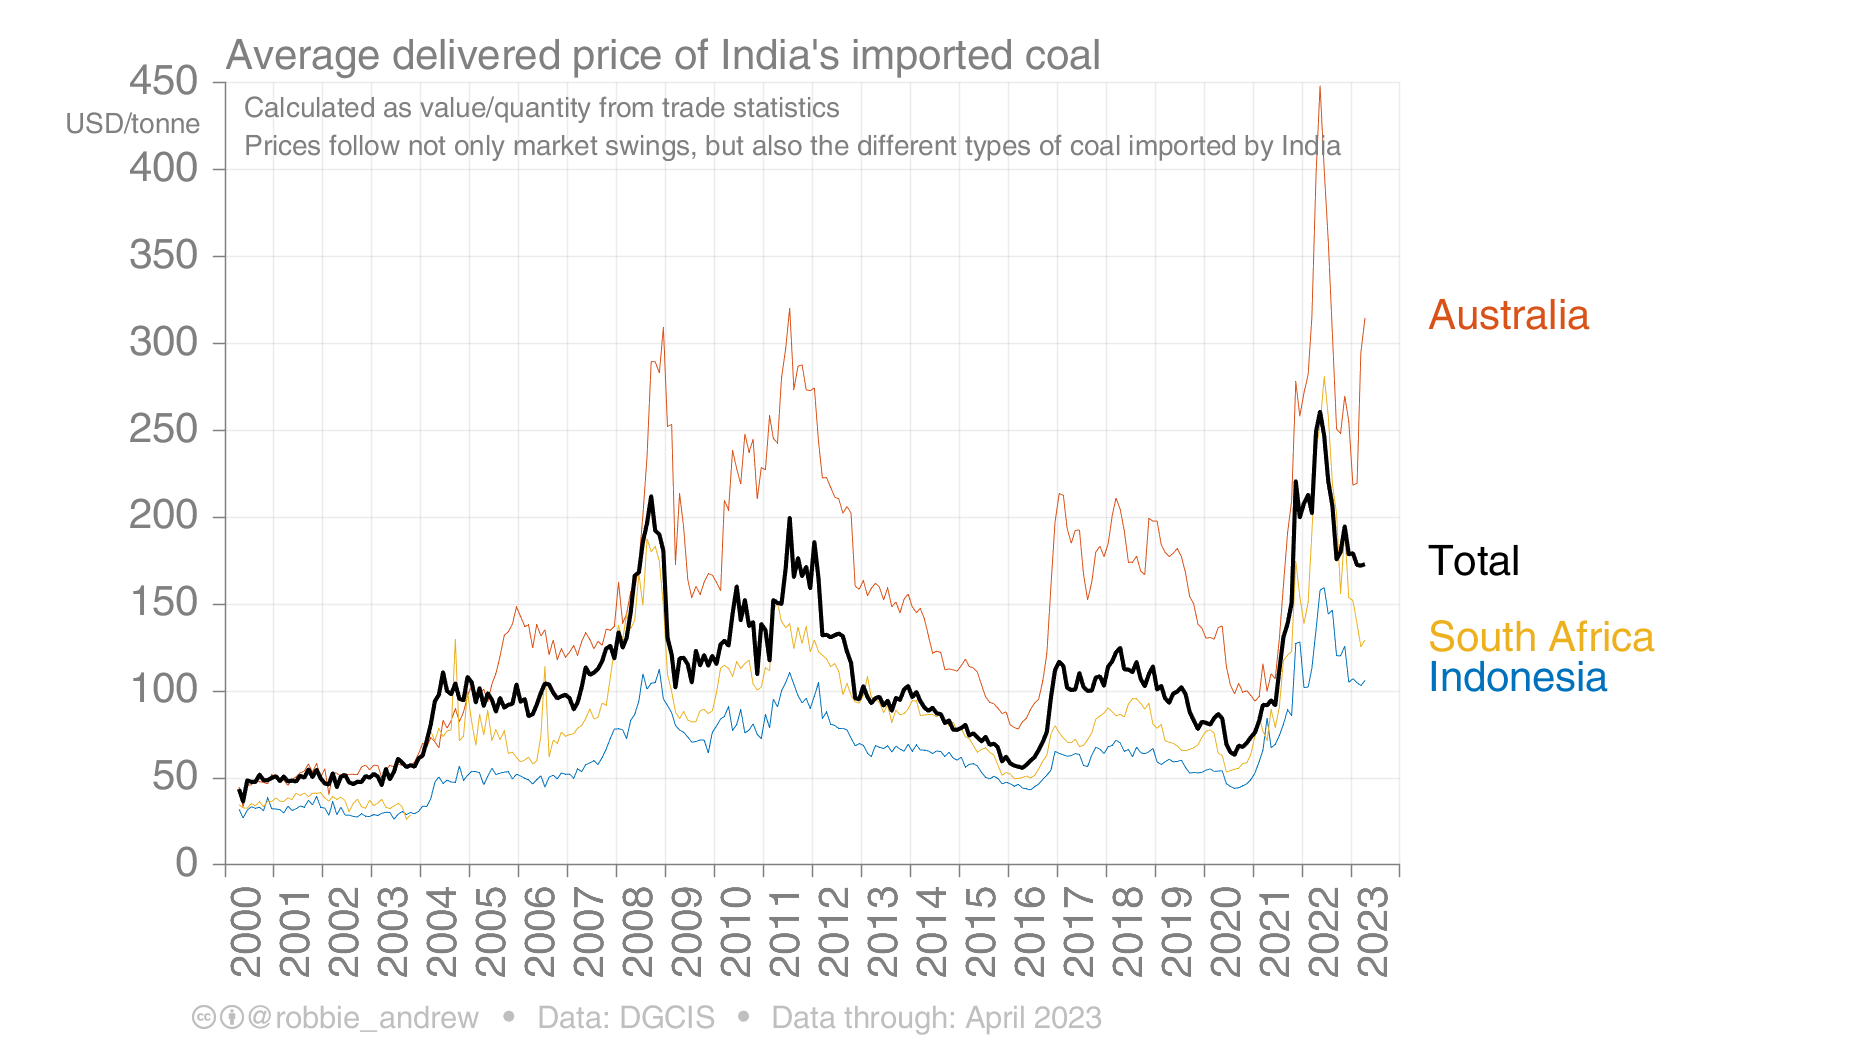 Average delivered price of India's imported coal
450
USD/tonne
Calculated as value/quantity from trade statistics
Prices follow not only market swings, but also the different types of coal imported by India
400
350
300
250
200
150
100
50
0
Australia
Total
South Africa
Indonesia
2000 2001 2002 2003 2004 2005 2006 2007 2008 2009 2010 2011 2012 2013 2014 2015 2016 2017 2018 2019 2020 2021 2022 2023
@robbie_andrew • Data: DGCIS • Data through: April 2023